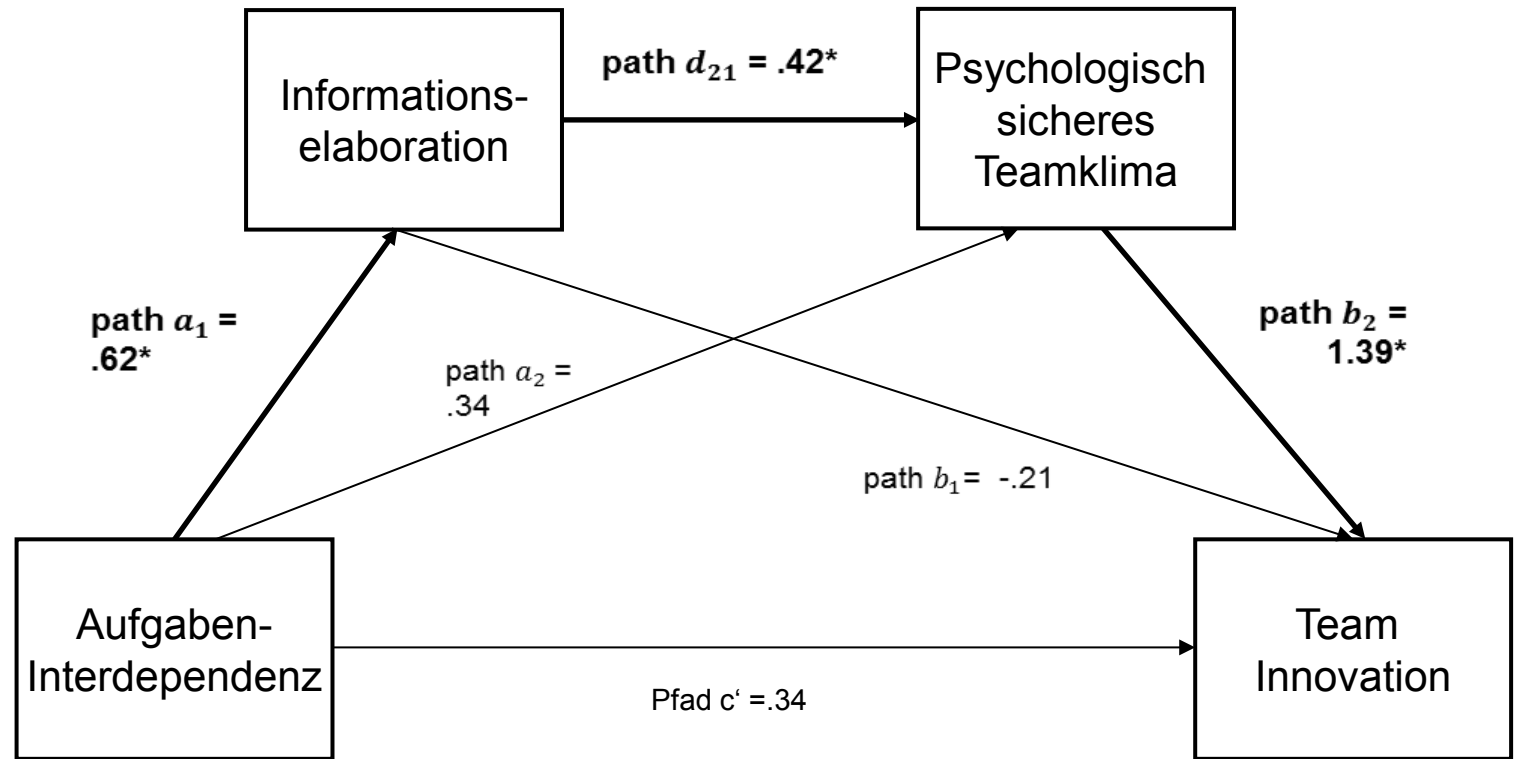 Informations-
elaboration
path d₂₁ = .42*
Psychologisch
sicheres
Teamklima
path a₁ =
.62*
path a₂ =
.34
path b₁= -.21
path b₂ =
1.39*
Aufgaben-
Interdependenz
Pfad c‘ =.34
Team
Innovation